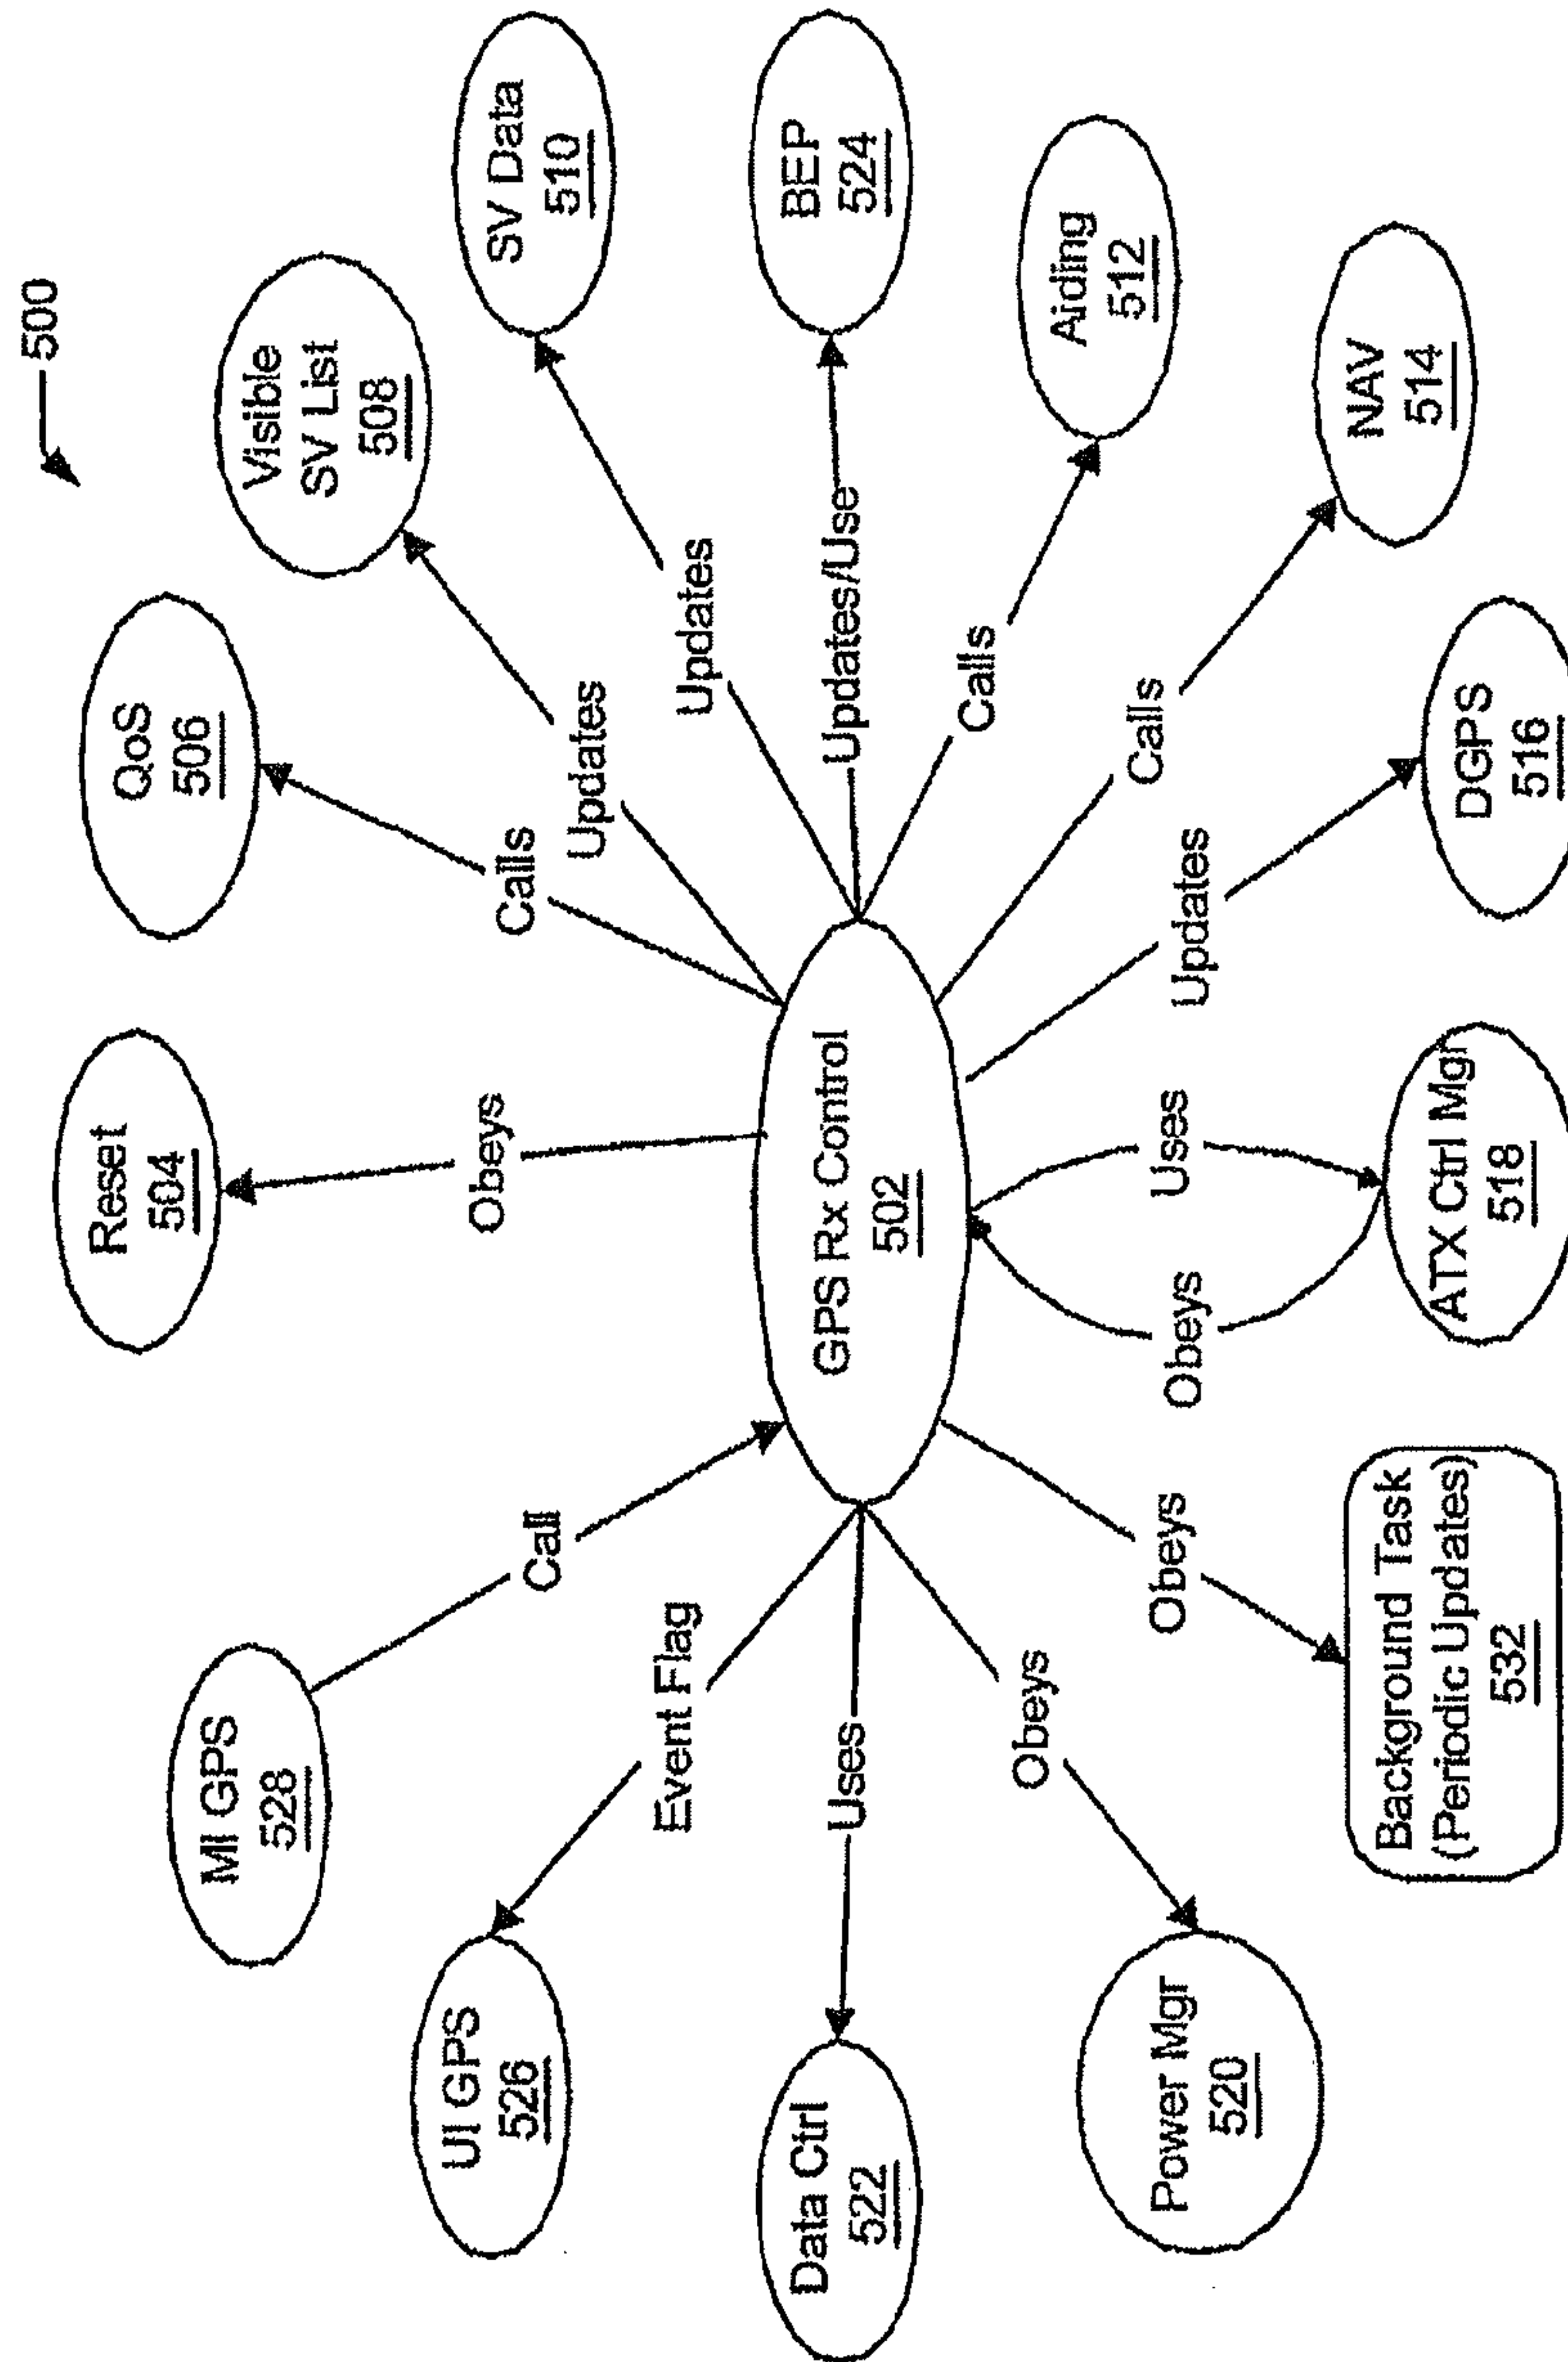 500
Reset
504
QoS
506
Visible
SV List
508
SV Data
510
BEP
524
Aiding
512
NAV
514
DGPS
516
ATX Ctrl Mgr
518
Background Task
(Periodic Updates)
532
Power Mgr
520
Data Ctrl
522
UI GPS
526
MI GPS
528
GPS Rx Control
502
Obeys
Calls
Updates
Updates
Updates/Use
Calls
Calls
Updates
Uses
Obeys
Obeys
Obeys
Uses
Event Flag
Call